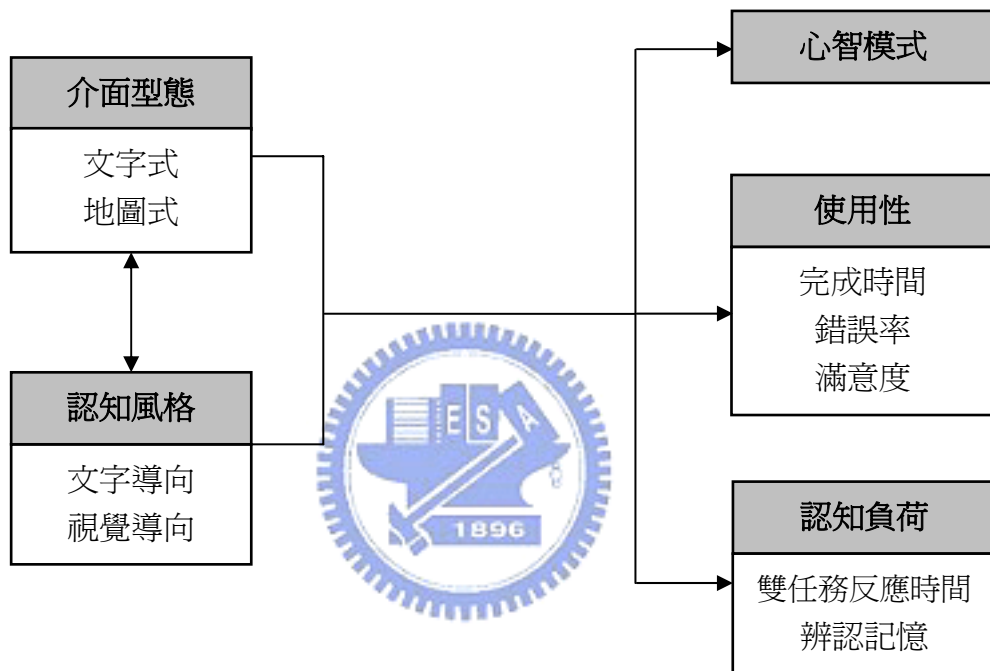 介面型態
文字式
地圖式
認知風格
文字導向
視覺導向
心智模式
使用性
完成時間
錯誤率
滿意度
認知負荷
雙任務反應時間
辨認記憶
E S A
1896